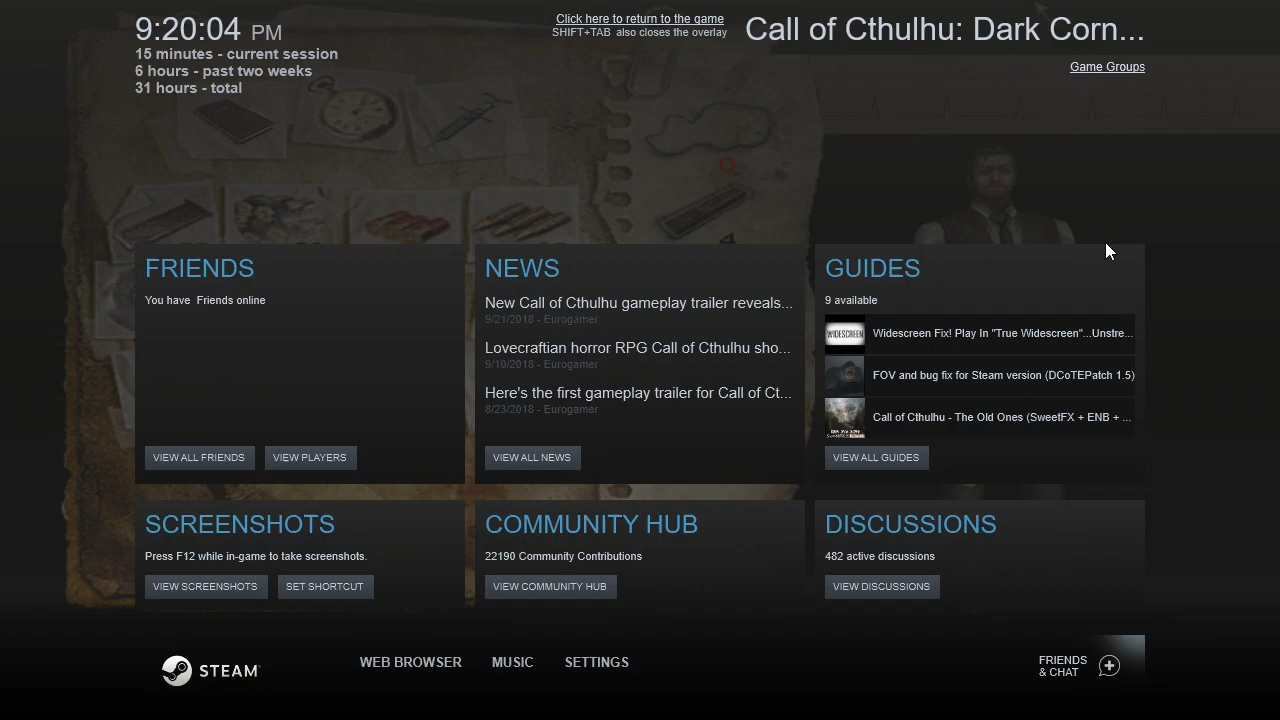 9:20:04 PM
15 minutes - current session
6 hours - past two weeks
31 hours - total
Click here to return to the game
SHIFT+TAB also closes the overlay
Call of Cthulhu: Dark Corn...
Game Groups
FRIENDS
You have Friends online
VIEW ALL FRIENDS
VIEW PLAYERS
NEWS
New Call of Cthulhu gameplay trailer reveals...
9/21/2018 - Eurogamer
Lovecraftian horror RPG Call of Cthulhu sho...
9/10/2018 - Eurogamer
Here's the first gameplay trailer for Call of Ct...
8/23/2018 - Eurogamer
VIEW ALL NEWS
GUIDES
9 available
WIDESCREEN
Widescreen Fix! Play In "True Widescreen"...Unstre...
FOV and bug fix for Steam version (DCoTEPatch 1.5)
Call of Cthulhu - The Old Ones (SweetFX + ENB + ...
VIEW ALL GUIDES
SCREENSHOTS
Press F12 while in-game to take screenshots.
VIEW SCREENSHOTS
SET SHORTCUT
COMMUNITY HUB
22190 Community Contributions
VIEW COMMUNITY HUB
DISCUSSIONS
482 active discussions
VIEW DISCUSSIONS
STEAM
WEB BROWSER
MUSIC
SETTINGS
FRIENDS
& CHAT